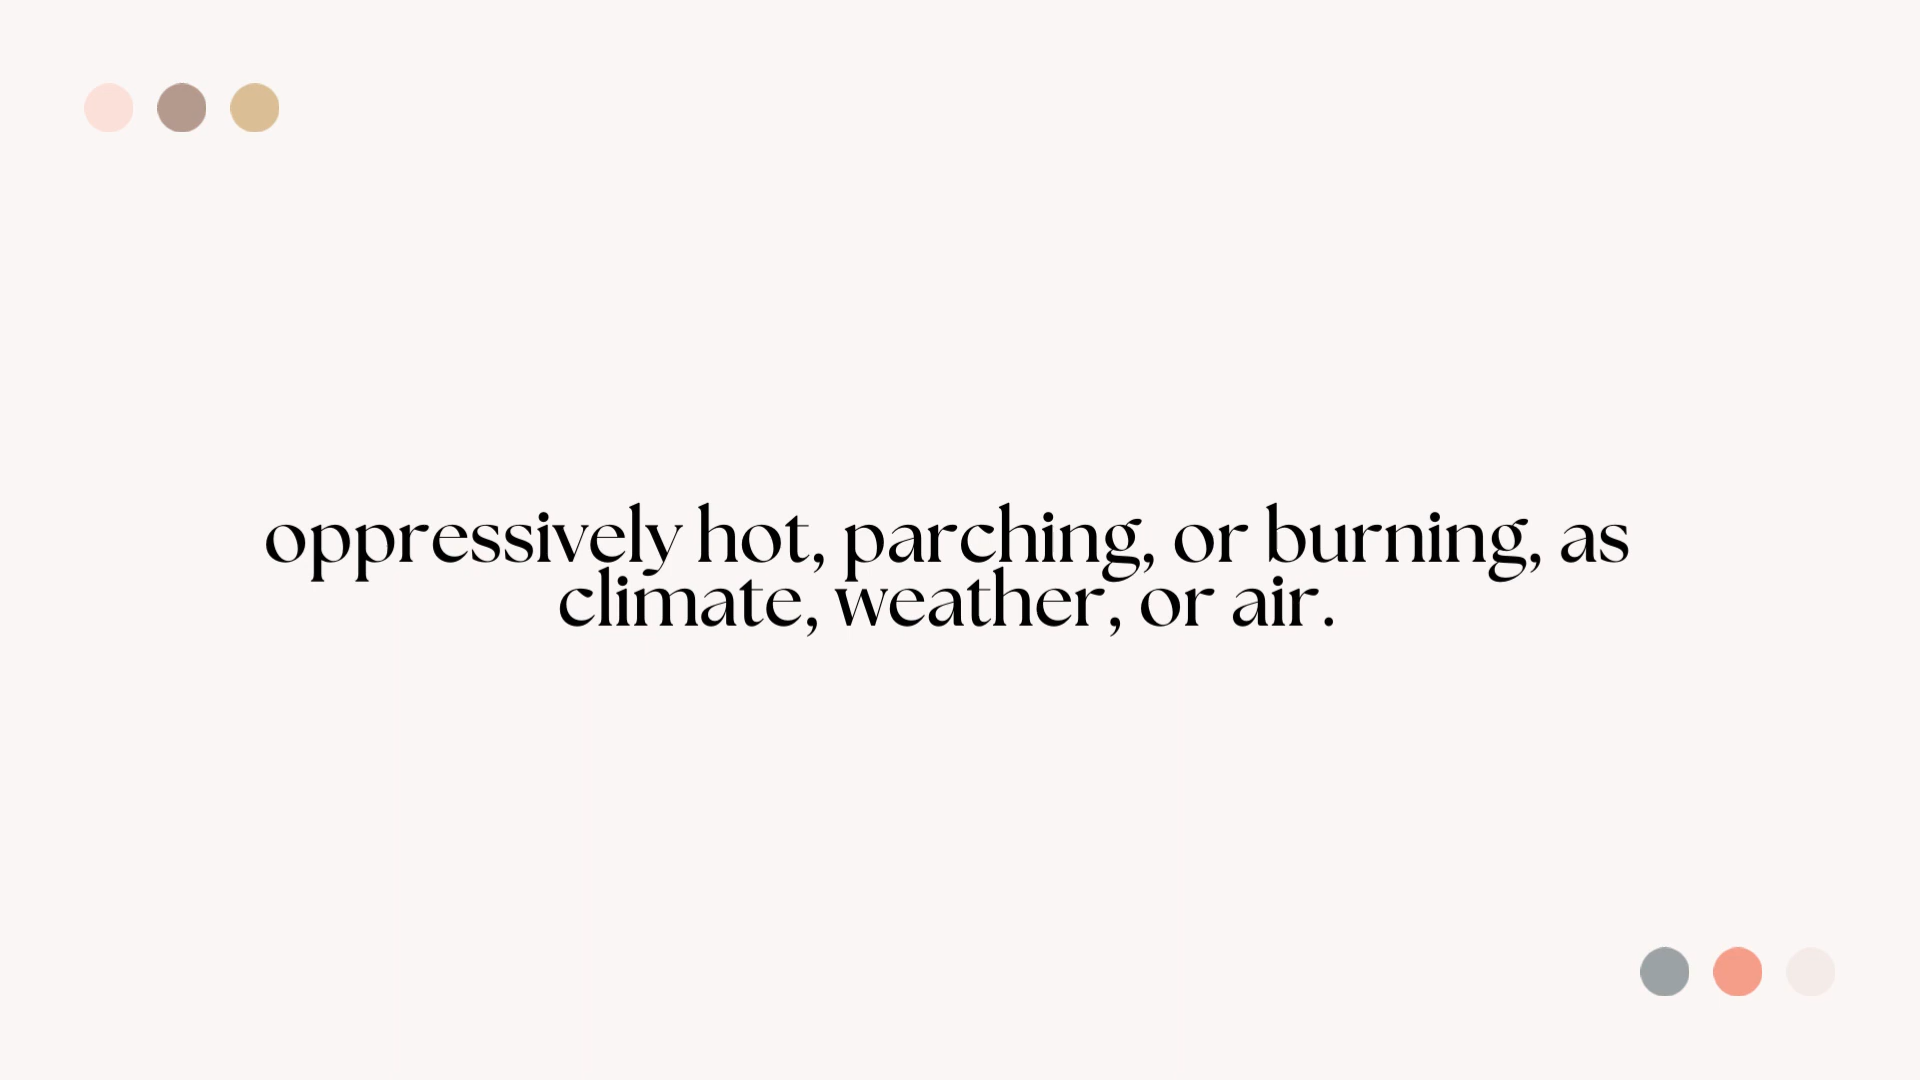 oppressively hot, parching, or burning, as
climate, weather, or air.